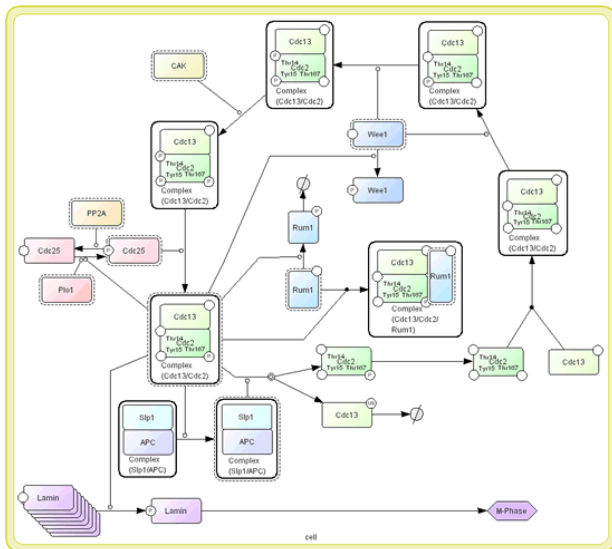 Cdc13
Thr14
Cdc2
Tyr15 Thr167
Complex
(Cdc13/Cdc2)
Cdc13
Thr14
Cdc2
Tyr15 Thr167
Complex
(Cdc13/Cdc2)
CAK
P
P
Wee1
P
Wee1
Cdc13
Thr14
Cdc2
Tyr15 Thr167
P
P
P
Complex
(Cdc13/Cdc2)
Cdc13
Thr14
Cdc2
Tyr15 Thr167
Complex
(Cdc13/Cdc2)
PP2A
Cdc25
P
Cdc25
Plo1
Rum1
P
Rum1
Cdc13
Thr14
Cdc2
Tyr15 Thr167
P
Rum1
Complex
(Cdc13/Cdc2/
Rum1)
Cdc13
Thr14
Cdc2
Tyr15 Thr167
P
Complex
(Cdc13/Cdc2)
Thr14
Cdc2
Tyr15 Thr167
P
Thr14
Cdc2
Tyr15 Thr167
Cdc13
Cdc13
Slp1
APC
Complex
(Slp1/APC)
Slp1
APC
Complex
(Slp1/APC)
Lamin
P
Lamin
M-Phase
cell